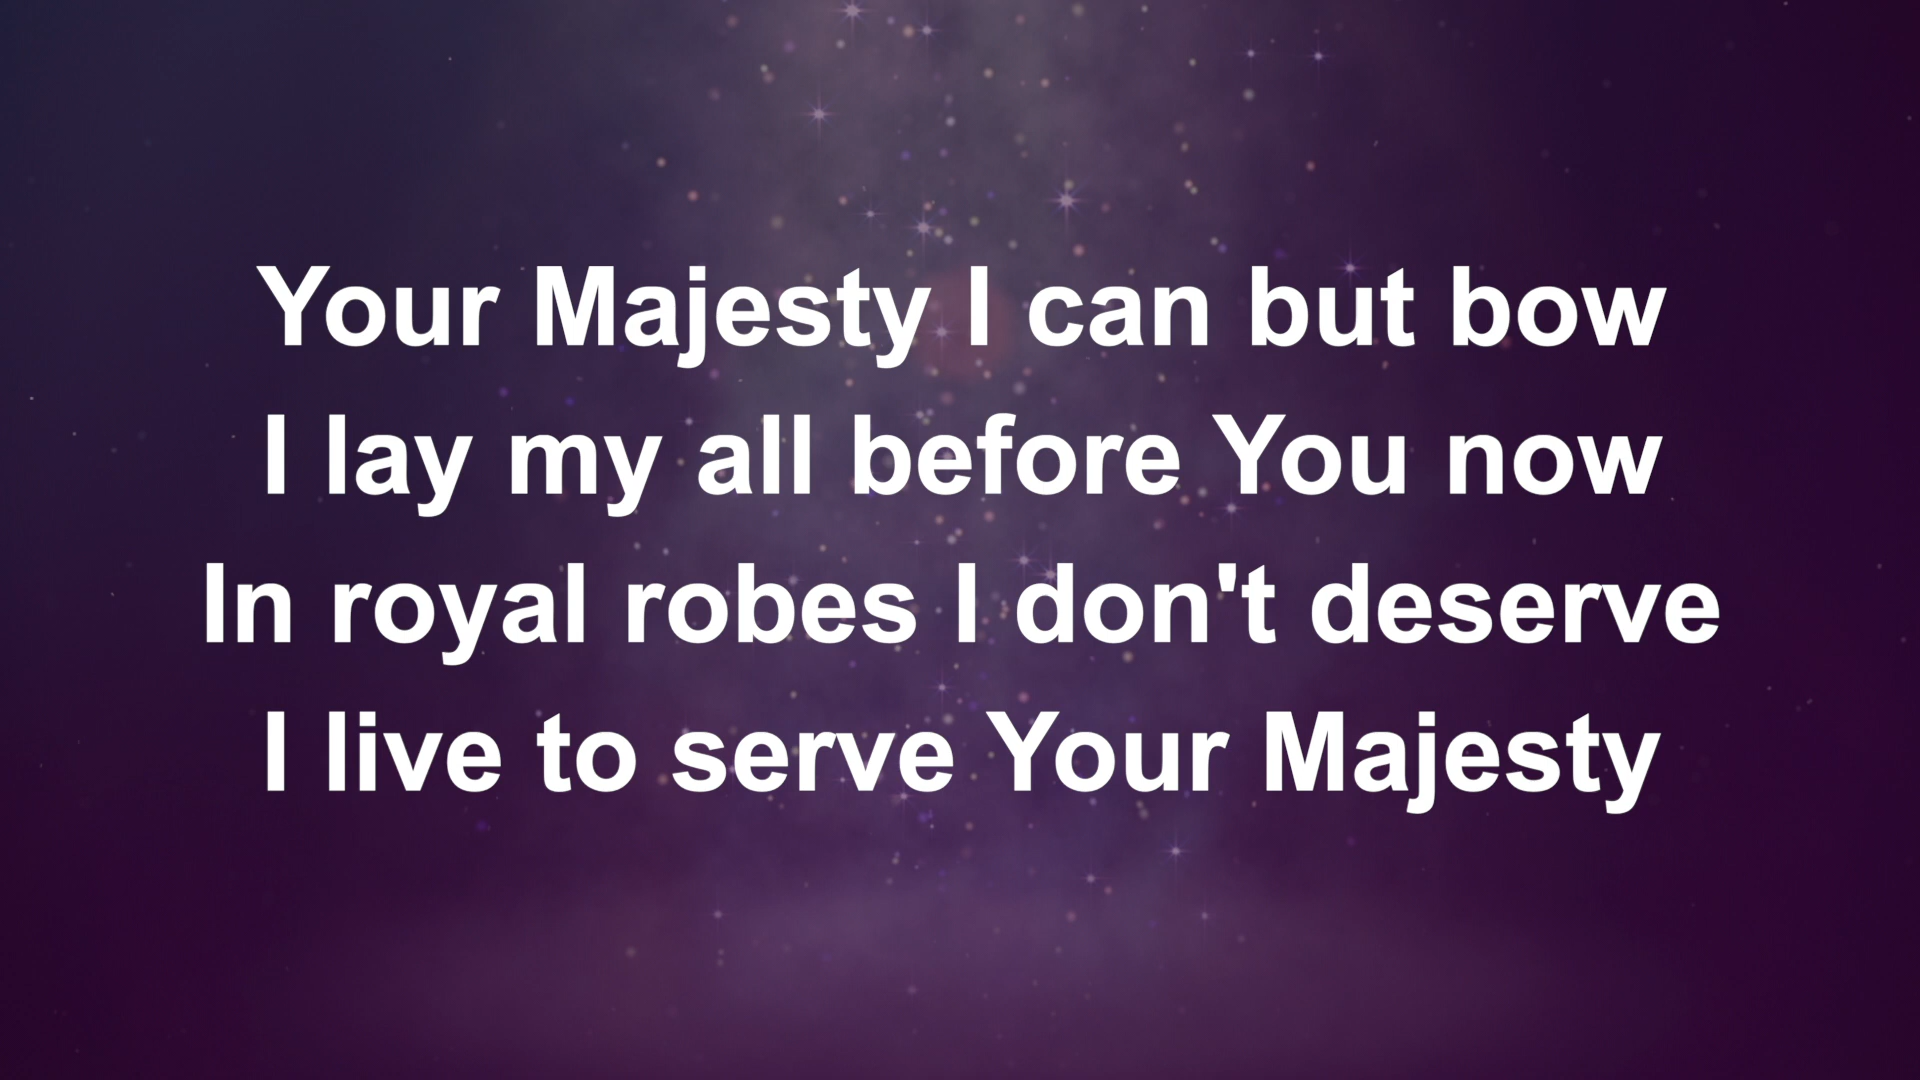 Your Majesty I can but bow
I lay my all before You now
In royal robes I don't deserve
I live to serve Your Majesty